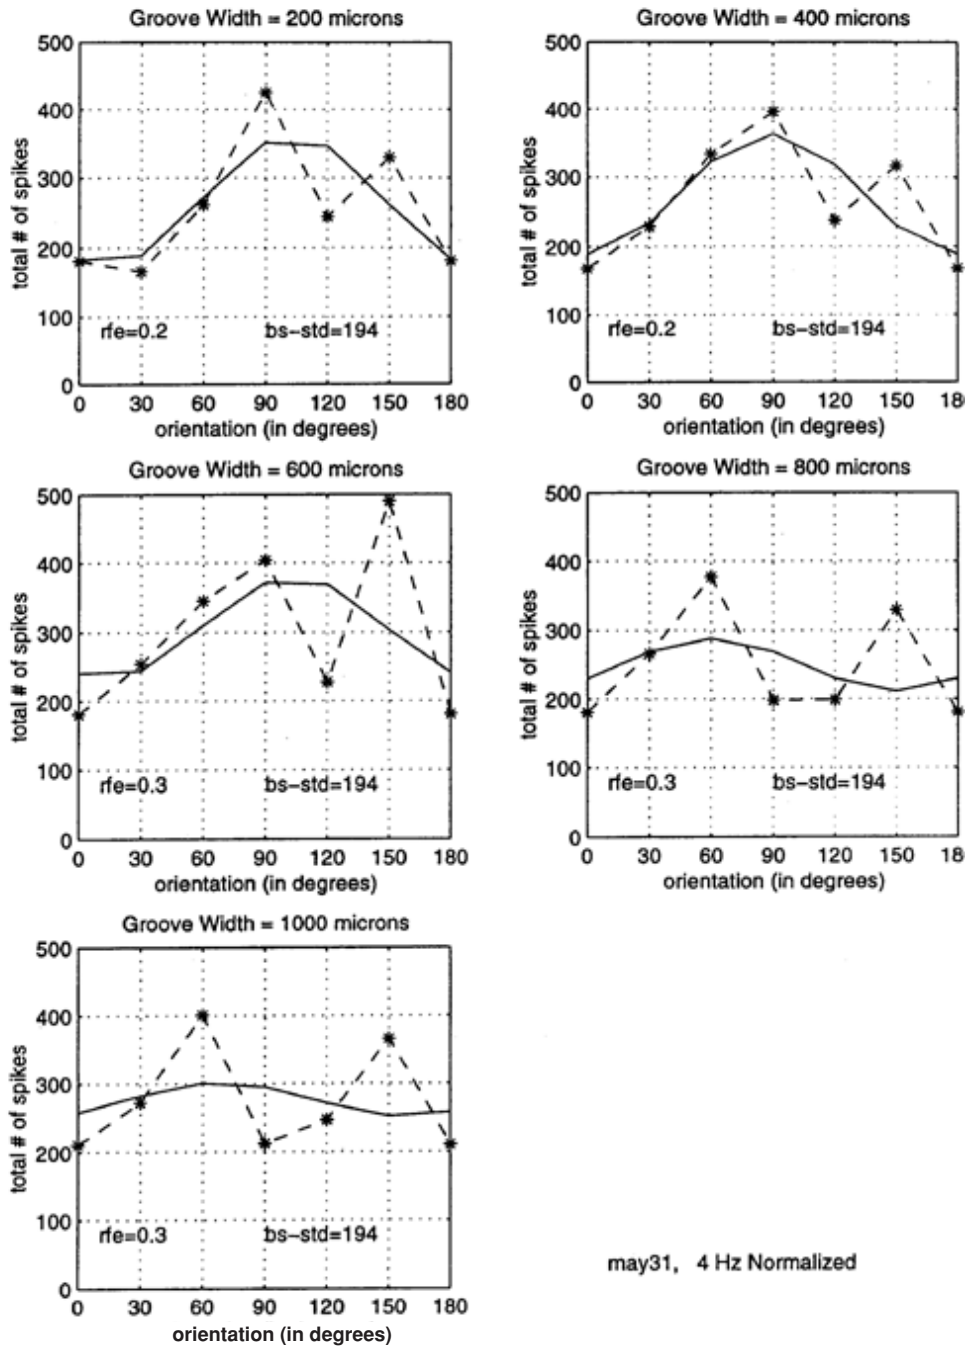 Groove Width = 200 microns
500
400
300
200
100
0
total # of spikes
rfe=0.2
bs-std=194
0 30 60 90 120 150 180
orientation (in degrees)
Groove Width = 400 microns
500
400
300
200
100
0
total # of spikes
rfe=0.2
bs-std=194
0 30 60 90 120 150 18
orientation (in degrees)
Groove Width = 600 microns
500
400
300
200
100
0
total # of spikes
rfe=0.3
bs-std=194
0 30 60 90 120 150 180
orientation (in degrees)
Groove Width = 800 microns
500
400
300
200
100
0
total # of spikes
rfe=0.3
bs-std=194
0 30 60 90 120 150 18
orientation (in degrees)
Groove Width = 1000 microns
500
400
300
200
100
0
total # of spikes
rfe=0.3
bs-std=194
0 30 60 90 120 150 180
orientation (in degrees)
may31, 4 Hz Normalized